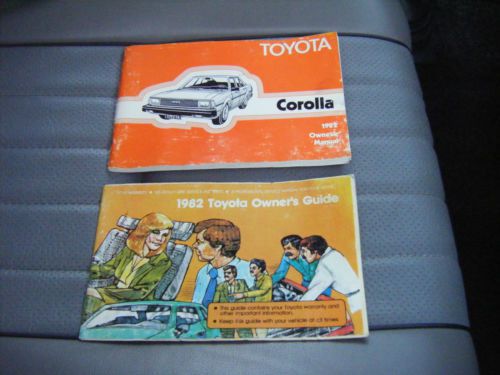 TOYOTA
Corolla
1982
Owner's
Manual
1982 Toyota Owner's Guide
• This guide contains your Toyota warranty and
other important information.
• Keep this guide with your vehicle at all times.